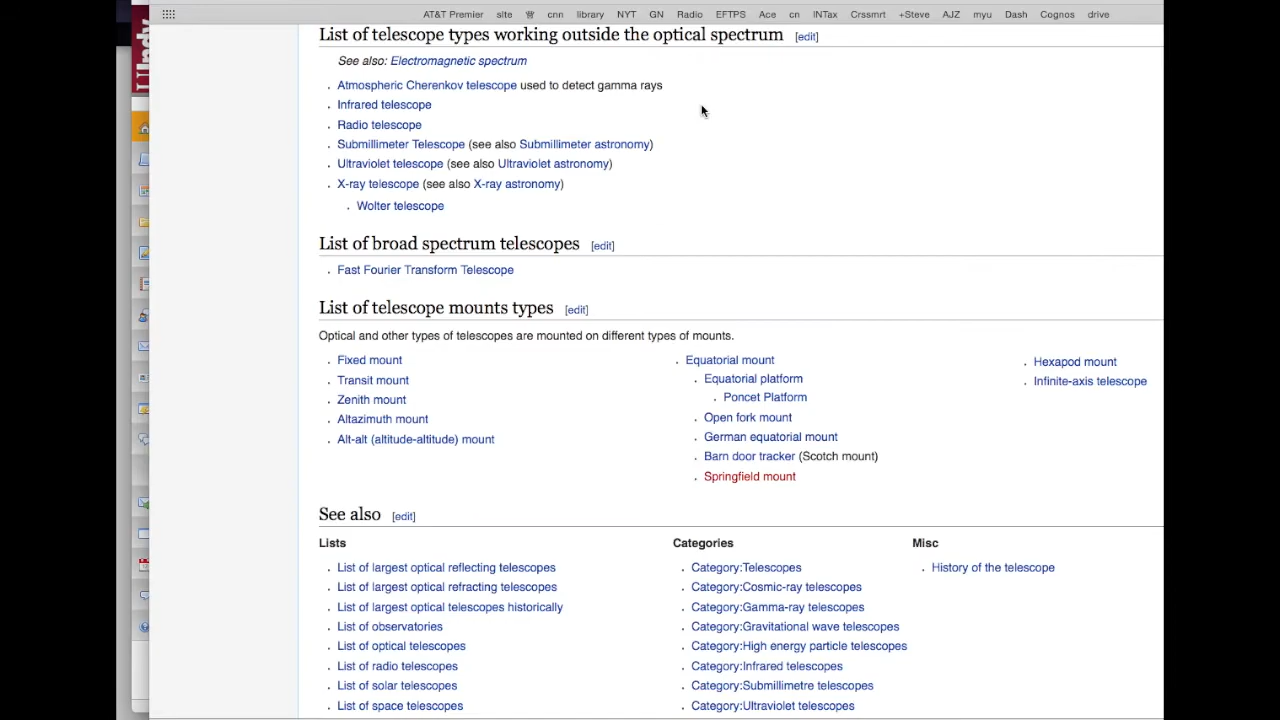 AT&T Premier site 曾 cnn library NYT GN Radio EFTPS Ace cn INTax Crssmrt +Steve AJZ myu Dash Cognos drive
List of telescope types working outside the optical spectrum [edit]
See also: Electromagnetic spectrum
Atmospheric Cherenkov telescope used to detect gamma rays
Infrared telescope
Radio telescope
Submillimeter Telescope (see also Submillimeter astronomy)
Ultraviolet telescope (see also Ultraviolet astronomy)
X-ray telescope (see also X-ray astronomy)
Wolter telescope
List of broad spectrum telescopes [edit]
Fast Fourier Transform Telescope
List of telescope mounts types [edit]
Optical and other types of telescopes are mounted on different types of mounts.
Fixed mount
Transit mount
Zenith mount
Altazimuth mount
Alt-alt (altitude-altitude) mount
Equatorial mount
Equatorial platform
Poncet Platform
Open fork mount
German equatorial mount
Barn door tracker (Scotch mount)
Springfield mount
Hexapod mount
Infinite-axis telescope
See also [edit]
Lists
List of largest optical reflecting telescopes
List of largest optical refracting telescopes
List of largest optical telescopes historically
List of observatories
List of optical telescopes
List of radio telescopes
List of solar telescopes
List of space telescopes
Categories
Category:Telescopes
Category:Cosmic-ray telescopes
Category:Gamma-ray telescopes
Category:Gravitational wave telescopes
Category:High energy particle telescopes
Category:Infrared telescopes
Category:Submillimetre telescopes
Category:Ultraviolet telescopes
Misc
History of the telescope